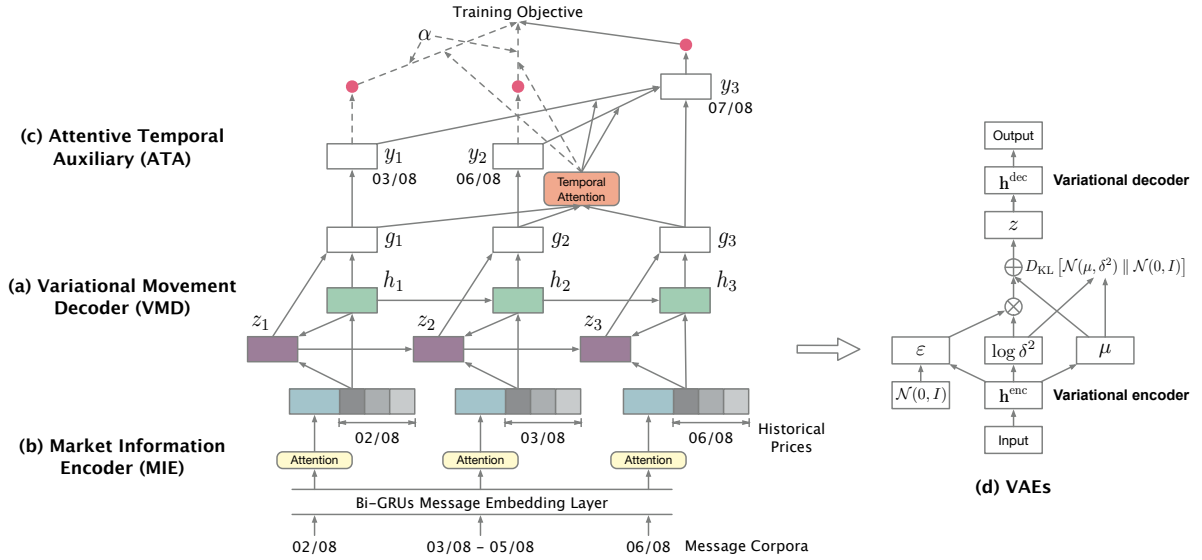 Training Objective
α
y₃
07/08
(c) Attentive Temporal
Auxiliary (ATA)
y₁
03/08
y₂
06/08
Temporal
Attention
g₁
g₂
g₃
(a) Variational Movement
Decoder (VMD)
h₁
h₂
h₃
z₁
z₂
z₃
02/08
03/08
06/08
Historical
Prices
(b) Market Information
Encoder (MIE)
Attention
Attention
Attention
Bi-GRUs Message Embedding Layer
02/08
03/08 – 05/08
06/08
Message Corpora
Output
h^dec
Variational decoder
z
D_KL [N(μ, δ²) ∥ N(0, I)]
ε
log δ²
μ
N(0, I)
h^enc
Variational encoder
Input
(d) VAEs